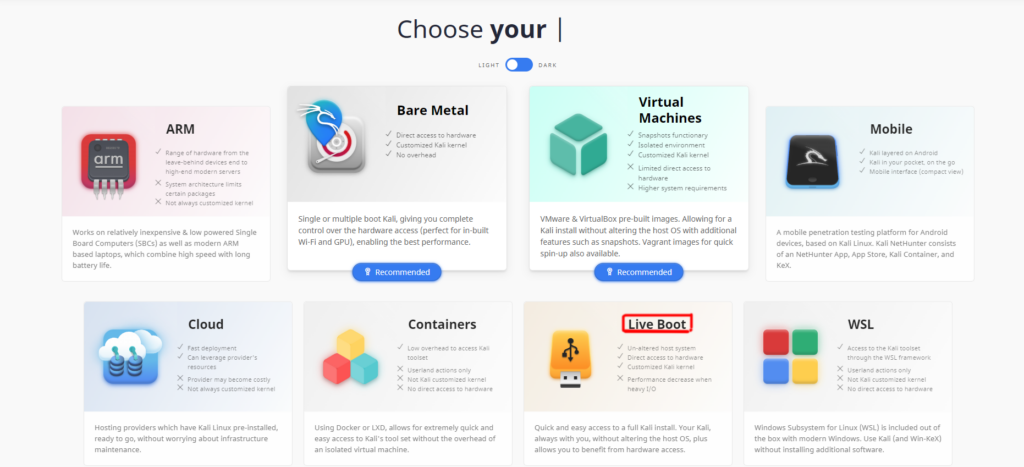 Choose your |
LIGHT DARK
ARM
Range of hardware from the
leave-behind devices end to
high-end modern servers
System architecture limits
certain packages
Not always customized kernel
arm
Works on relatively inexpensive & low powered Single
Board Computers (SBCs) as well as modern ARM
based laptops, which combine high speed with long
battery life.
Bare Metal
Direct access to hardware
Customized Kali kernel
No overhead
Single or multiple boot Kali, giving you complete
control over the hardware access (perfect for in-built
Wi-Fi and GPU), enabling the best performance.
Recommended
Virtual
Machines
Snapshots functionery
Isolated environment
Customized Kali kernel
Limited direct access to
hardware
Higher system requirements
VMware & VirtualBox pre-built images. Allowing for a
Kali install without altering the host OS with additional
features such as snapshots. Vagrant images for quick
spin-up also available.
Recommended
Mobile
Kali layered on Android
Kali in your pocket, on the go
Mobile interface (compact view)
A mobile penetration testing platform for Android
devices, based on Kali Linux. Kali NetHunter consists
of an NetHunter App, App Store, Kali Container, and
KeX.
Cloud
Fast deployment
Can leverage provider's
resources
Provider may become costly
Not always customized kernel
Hosting providers which have Kali Linux pre-installed,
ready to go, without worrying about infrastructure
maintenance.
Containers
Low overhead to access Kali
toolset
Userland actions only
Not Kali customized kernel
No direct access to hardware
Using Docker or LXD, allows for extremely quick and
easy access to Kali's tool set without the overhead of
an isolated virtual machine.
Live Boot
Un-altered host system
Direct access to hardware
Customized Kali kernel
Performance decrease when
heavy I/O
Quick and easy access to a full Kali install. Your Kali,
always with you, without altering the host OS, plus
allows you to benefit from hardware access.
WSL
Access to the Kali toolset
through the WSL framework
Userland actions only
Not Kali customized kernel
No direct access to hardware
Windows Subsystem for Linux (WSL) is included out of
the box with modern Windows. Use Kali (and Win-KeX)
without installing additional software.